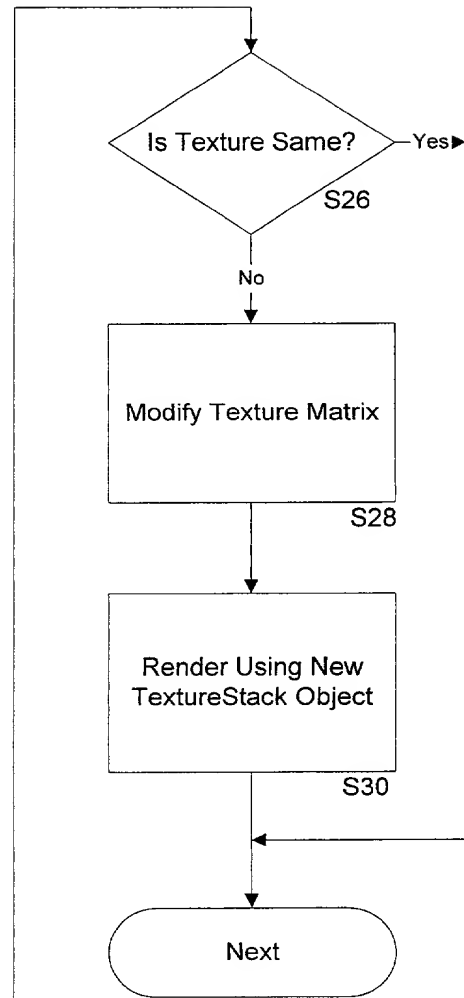 Is Texture Same?
Yes
S26
No
Modify Texture Matrix
S28
Render Using New
TextureStack Object
S30
Next